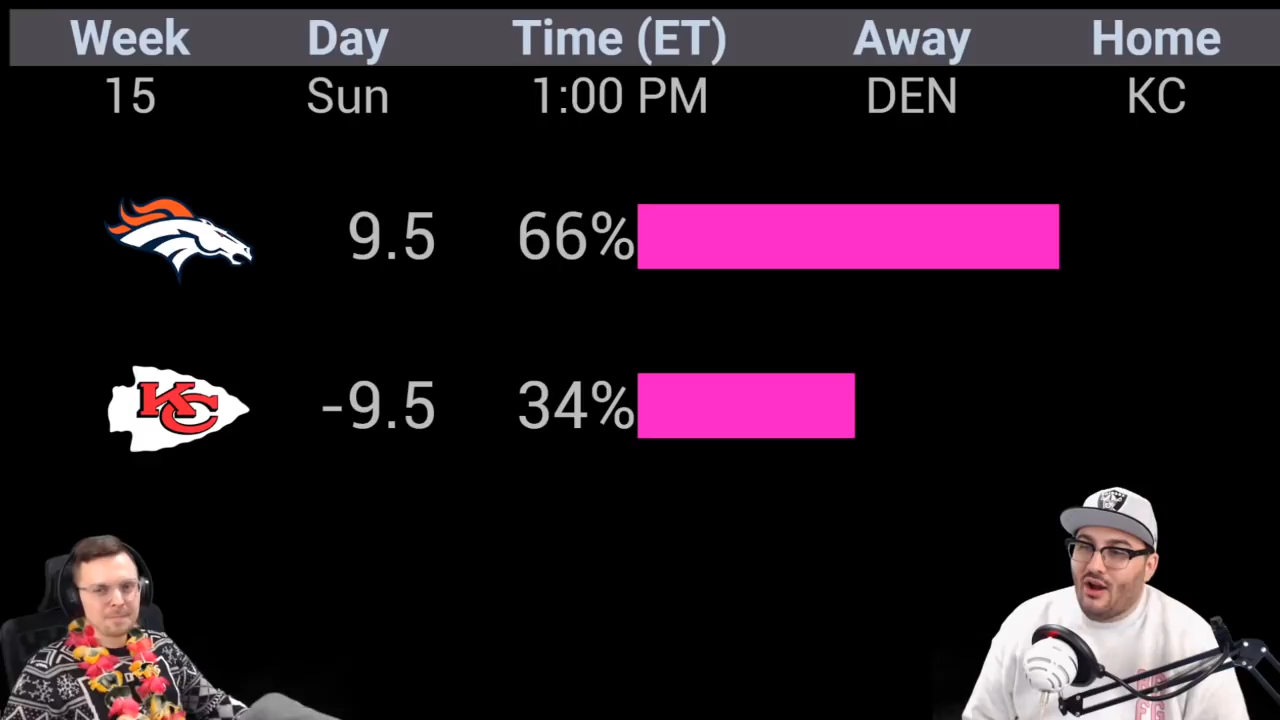 Week Day Time (ET) Away Home
15 Sun 1:00 PM DEN KC
9.5 66%
KC -9.5 34%